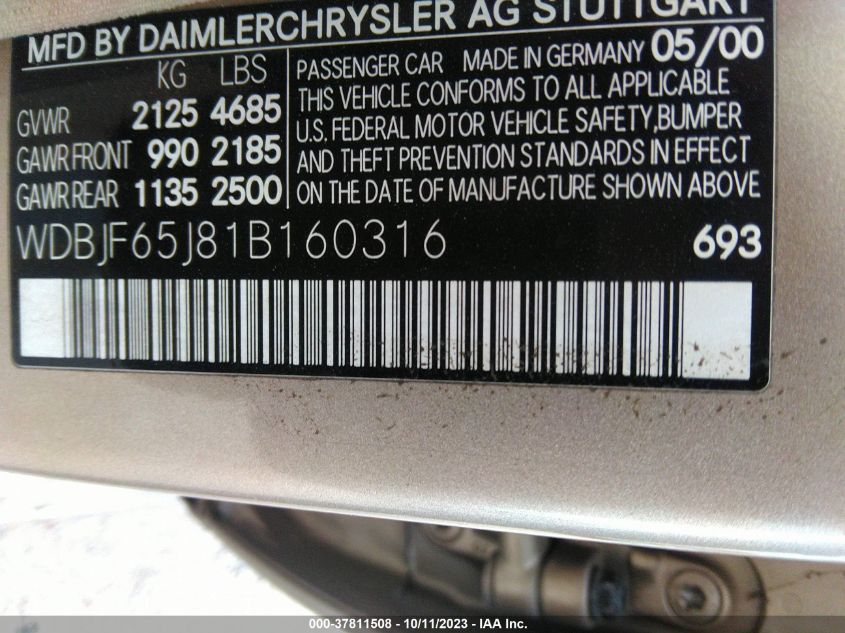 MFD BY DAIMLERCHRYSLER AG STUTTGART
KG LBS
GVWR 2125 4685
GAWR FRONT 990 2185
GAWR REAR 1135 2500
PASSENGER CAR MADE IN GERMANY 05/00
THIS VEHICLE CONFORMS TO ALL APPLICABLE
U.S. FEDERAL MOTOR VEHICLE SAFETY,BUMPER
AND THEFT PREVENTION STANDARDS IN EFFECT
ON THE DATE OF MANUFACTURE SHOWN ABOVE
WDBJF65J81B160316 693
000-37811508 - 10/11/2023 - IAA Inc.